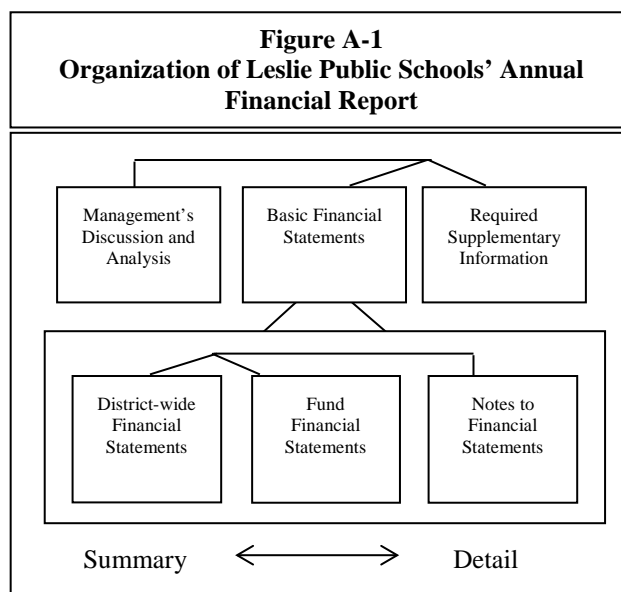 Figure A-1
Organization of Leslie Public Schools’ Annual
Financial Report
Management’s
Discussion and
Analysis
Basic Financial
Statements
Required
Supplementary
Information
District-wide
Financial
Statements
Fund
Financial
Statements
Notes to
Financial
Statements
Summary
Detail